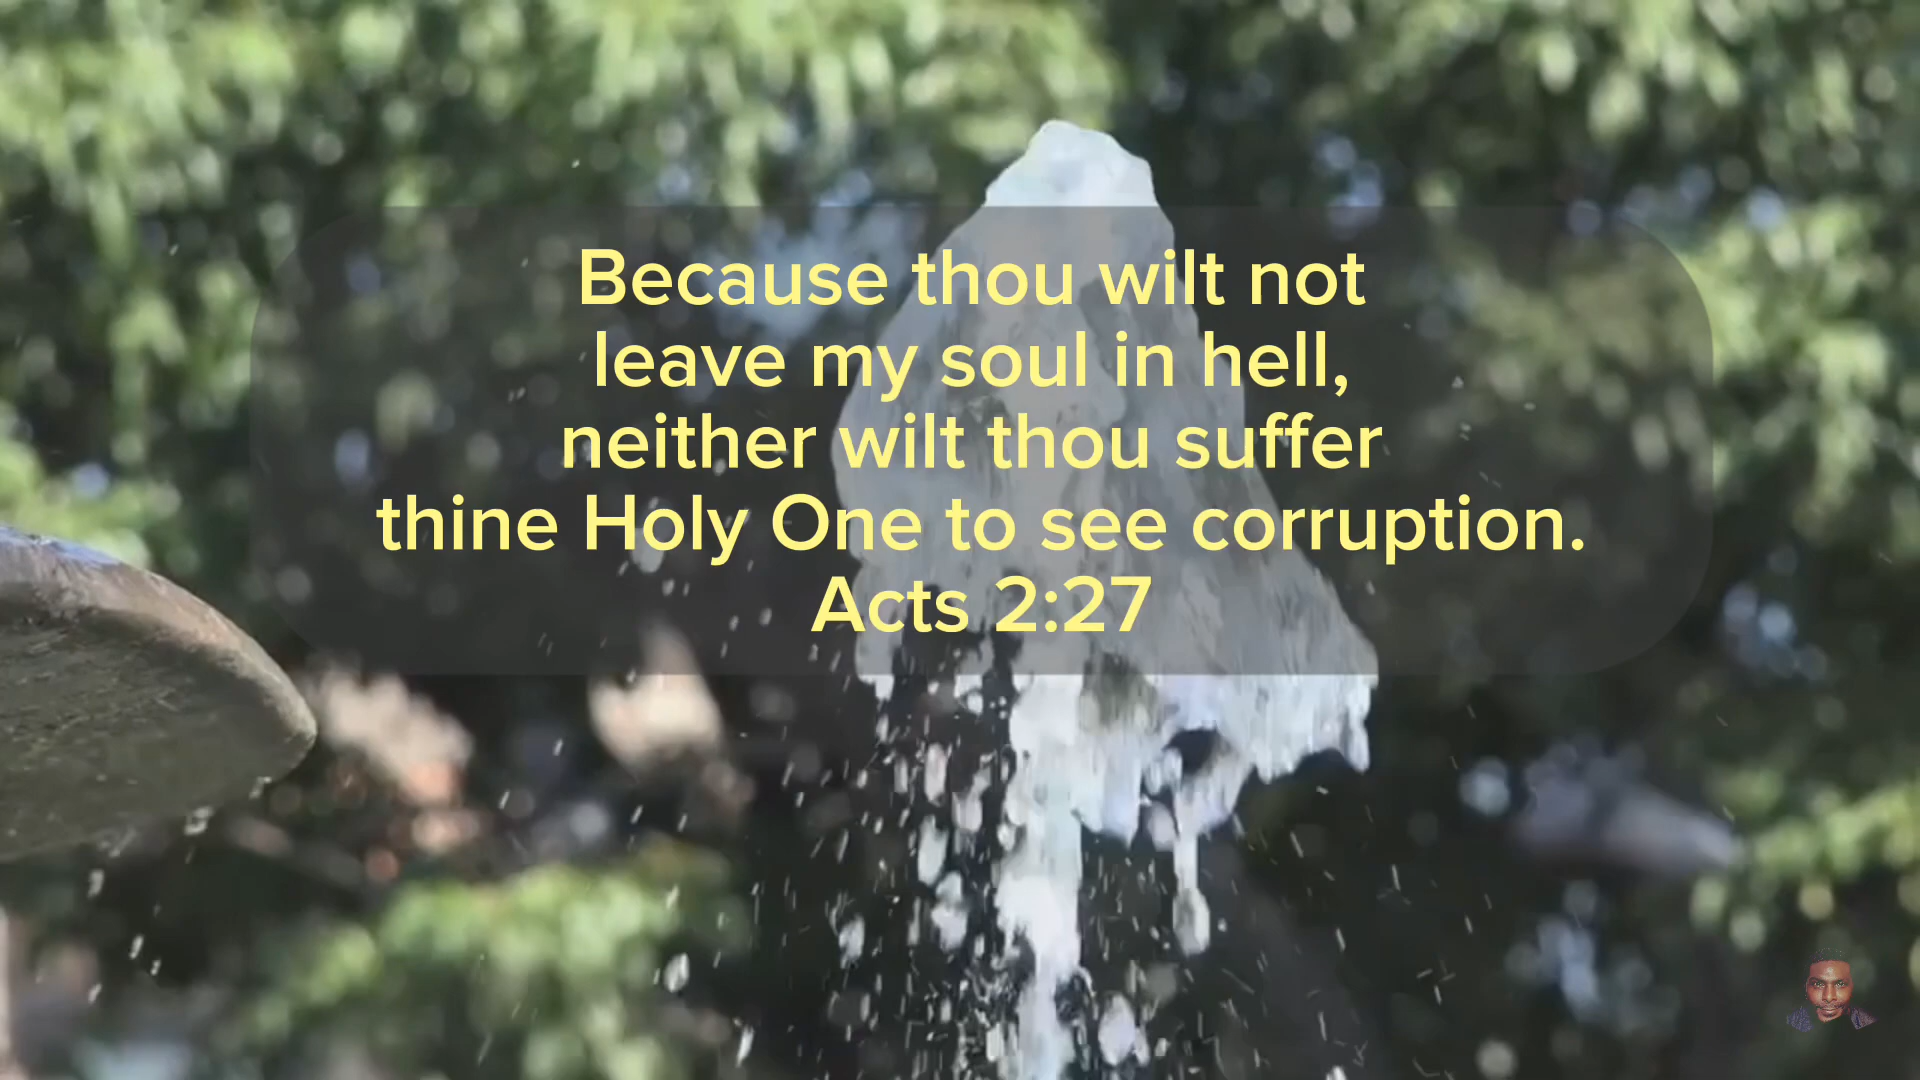 Because thou wilt not
leave my soul in hell,
neither wilt thou suffer
thine Holy One to see corruption.
Acts 2:27